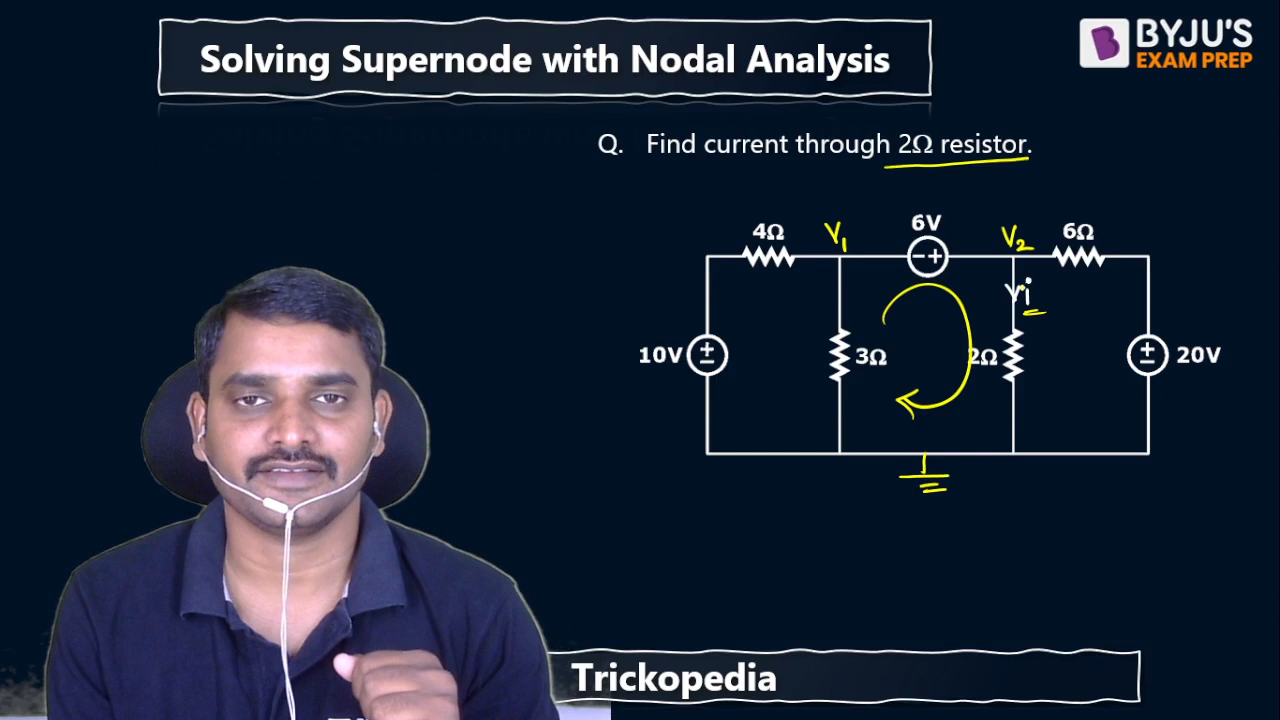 Solving Supernode with Nodal Analysis
BYJU'S
EXAM PREP
Q. Find current through 2Ω resistor.
4Ω
V1
6V
V2
6Ω
- +
i
10V
+ -
3Ω
2Ω
+ -
20V
Trickopedia